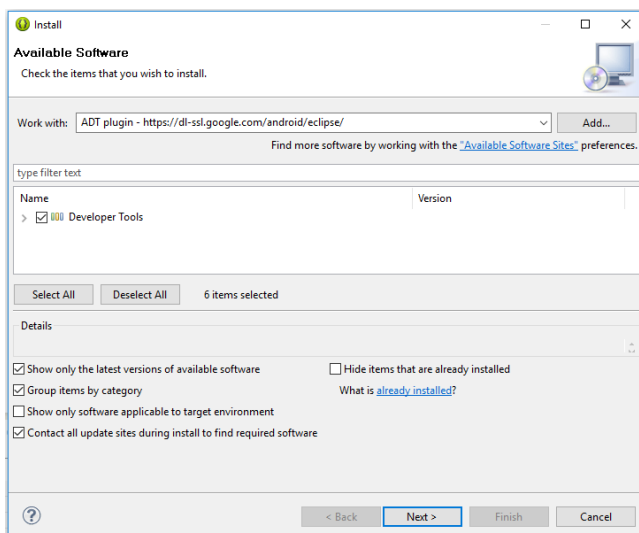 Install
Available Software
Check the items that you wish to install.
Work with: ADT plugin - https://dl-ssl.google.com/android/eclipse/ Add...
Find more software by working with the "Available Software Sites" preferences.
type filter text
Name Version
Developer Tools
Select All Deselect All 6 items selected
Details
Show only the latest versions of available software Hide items that are already installed
Group items by category What is already installed?
Show only software applicable to target environment
Contact all update sites during install to find required software
? < Back Next > Finish Cancel